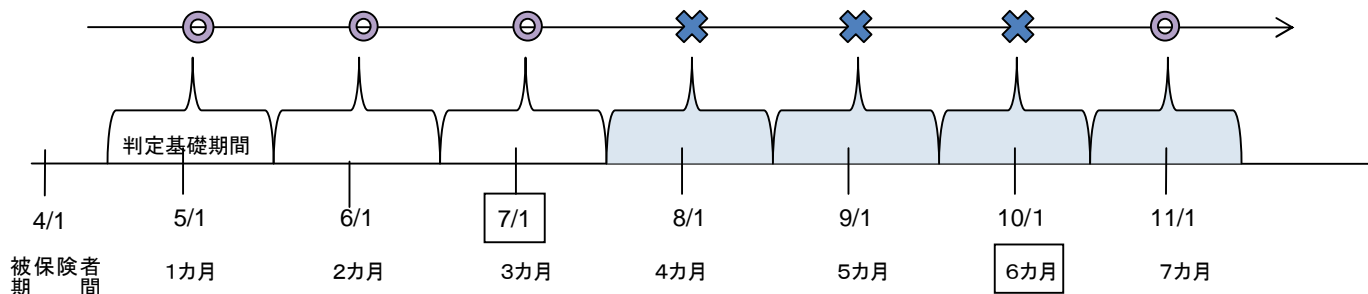 判定基礎期間
4/1 5/1 6/1 7/1 8/1 9/1 10/1 11/1
被保険者
期間
1カ月 2カ月 3カ月 4カ月 5カ月 6カ月 7カ月